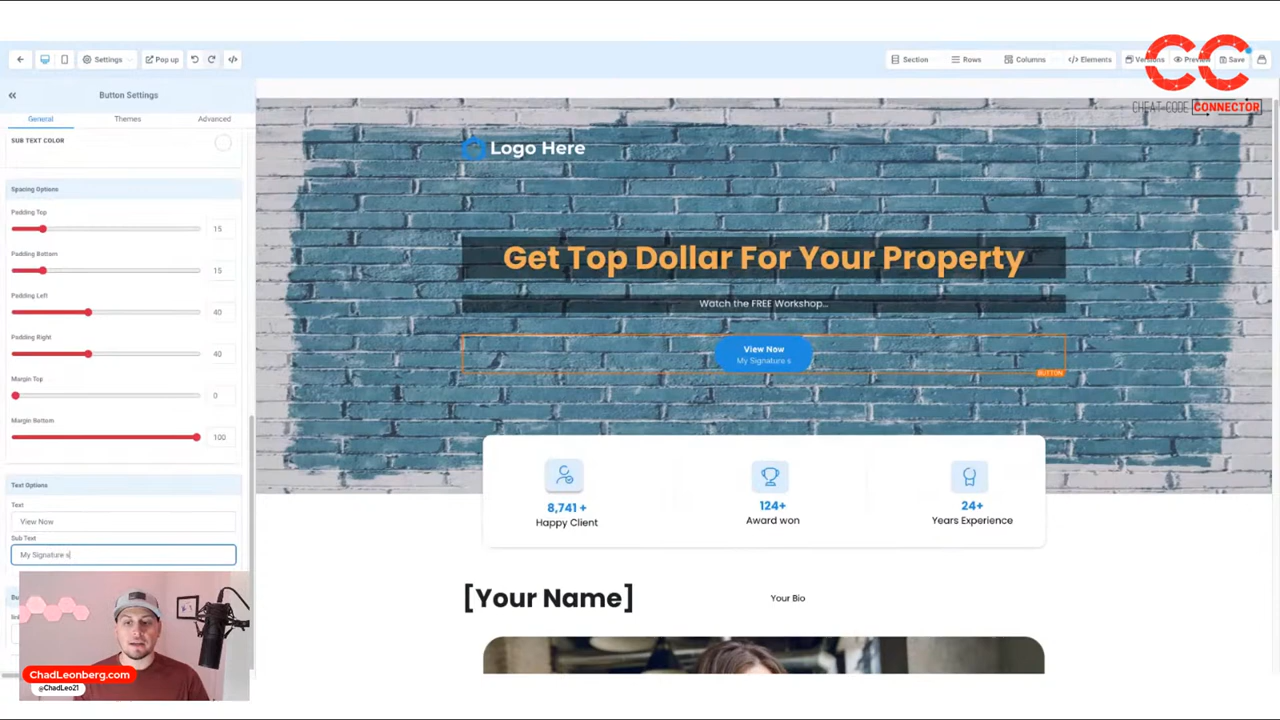 Settings
Pop up
Section
Rows
Columns
Elements
Versions
Preview
Save
CC
CHEAT CODE CONNECTOR
Button Settings
General
Themes
Advanced
SUB TEXT COLOR
Spacing Options
Padding Top
15
Padding Bottom
15
Padding Left
40
Padding Right
40
Margin Top
0
Margin Bottom
100
Text Options
Text
View Now
Sub Text
My Signature s
Logo Here
Get Top Dollar For Your Property
Watch the FREE Workshop...
View Now
My Signature s
BUTTON
8,741 +
Happy Client
124+
Award won
24+
Years Experience
[Your Name]
Your Bio
ChadLeonberg.com
@ChadLeo21